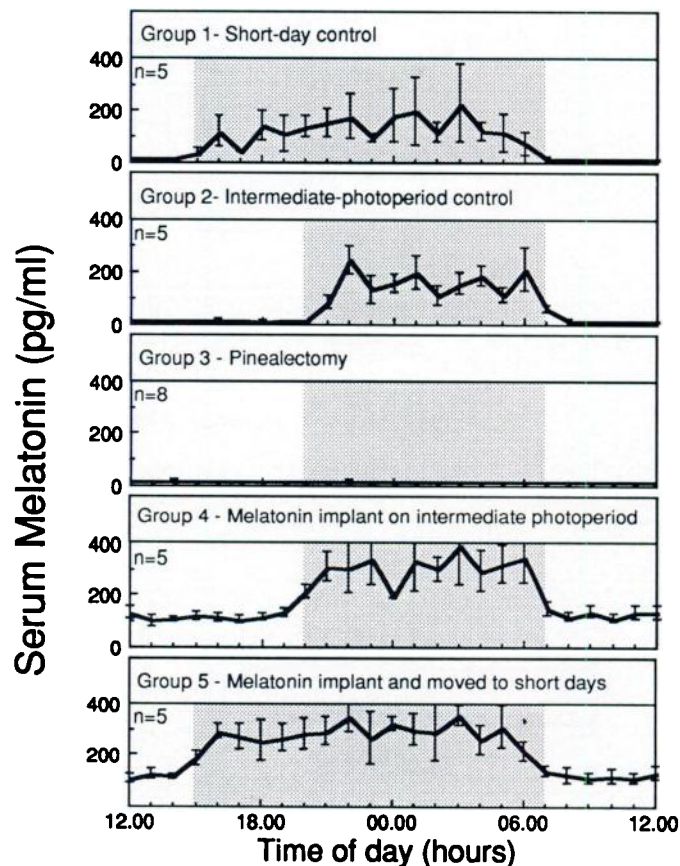 Serum Melatonin (pg/ml)
Group 1- Short-day control
n=5
400
200
0
Group 2- Intermediate-photoperiod control
n=5
400
200
0
Group 3 - Pinealectomy
n=8
400
200
0
Group 4 - Melatonin implant on intermediate photoperiod
n=5
400
200
0
Group 5 - Melatonin implant and moved to short days
n=5
400
200
12.00 18.00 00.00 06.00 12.00
Time of day (hours)